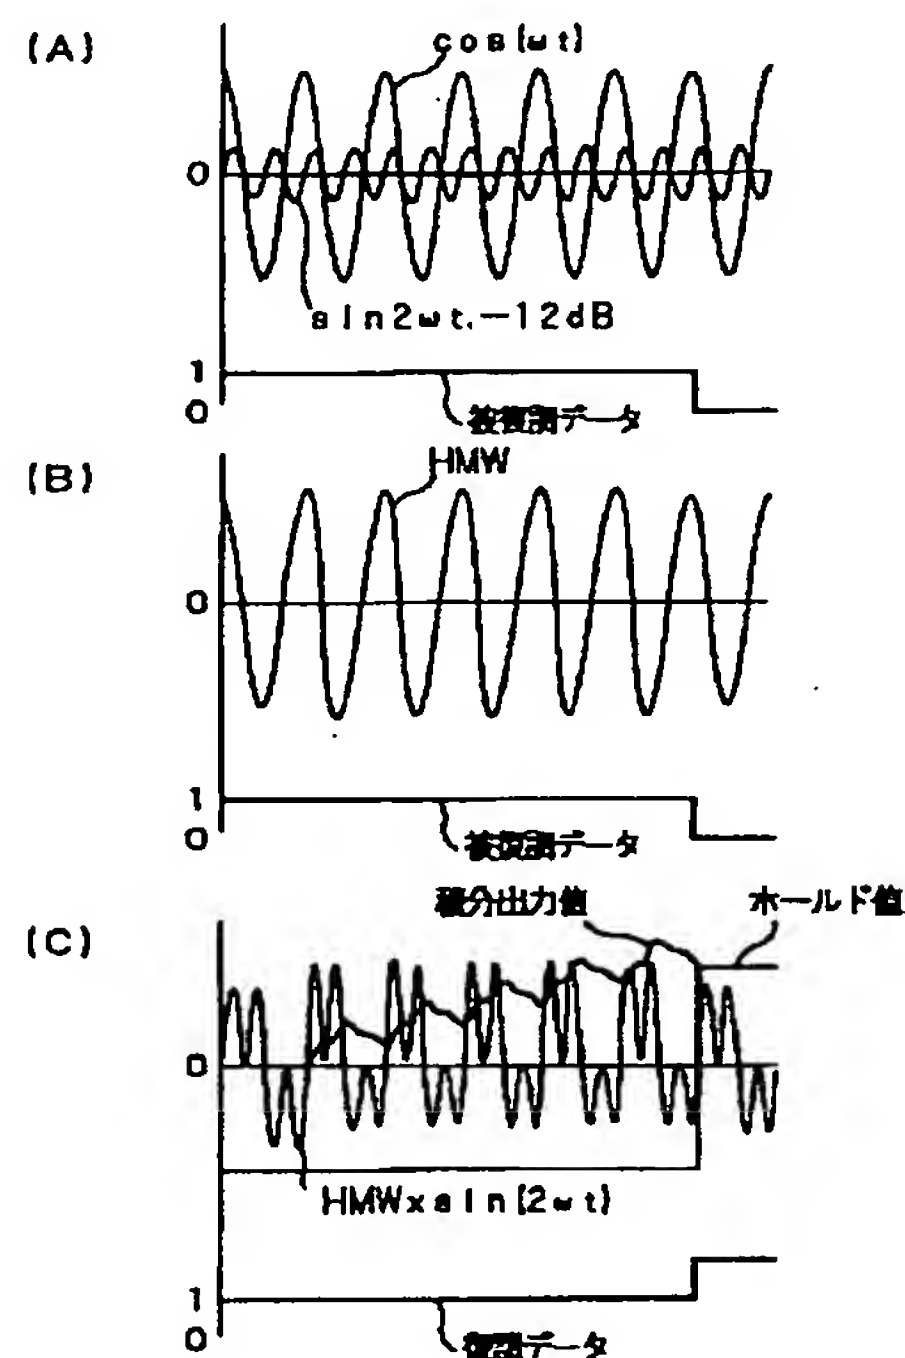 (A)
cos(ωt)
0
sin2ωt.−12dB
1
0
被復調データ
(B)
HMW
0
1
0
被復調データ
積分出力値
ホールド値
(C)
0
HMW×sin(2ωt)
1
0
復調データ